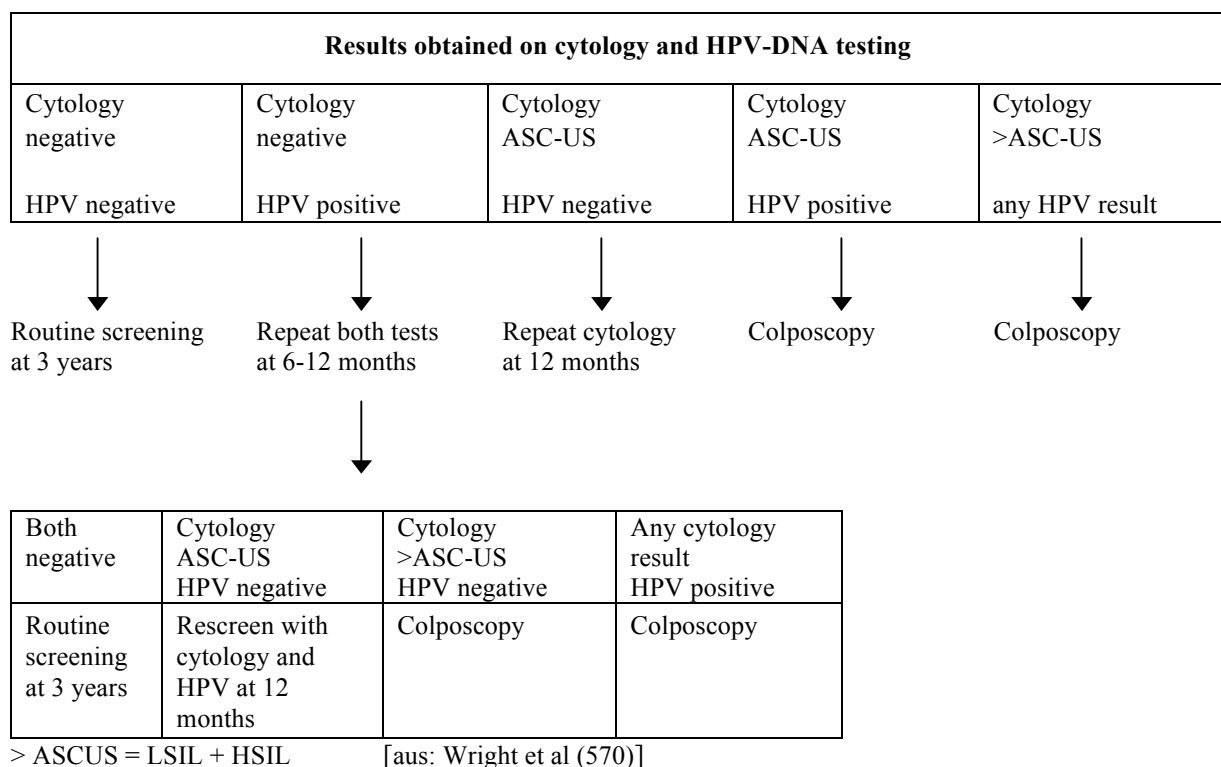 Results obtained on cytology and HPV-DNA testing
Cytology
negative
HPV negative
Cytology
negative
HPV positive
Cytology
ASC-US
HPV negative
Cytology
ASC-US
HPV positive
Cytology
>ASC-US
any HPV result
Routine screening
at 3 years
Repeat both tests
at 6-12 months
Repeat cytology
at 12 months
Colposcopy
Colposcopy
Both
negative
Cytology
ASC-US
HPV negative
Cytology
>ASC-US
HPV negative
Any cytology
result
HPV positive
Routine
screening
at 3 years
Rescreen with
cytology and
HPV at 12
months
Colposcopy
Colposcopy
> ASCUS = LSIL + HSIL [aus: Wright et al (570)]